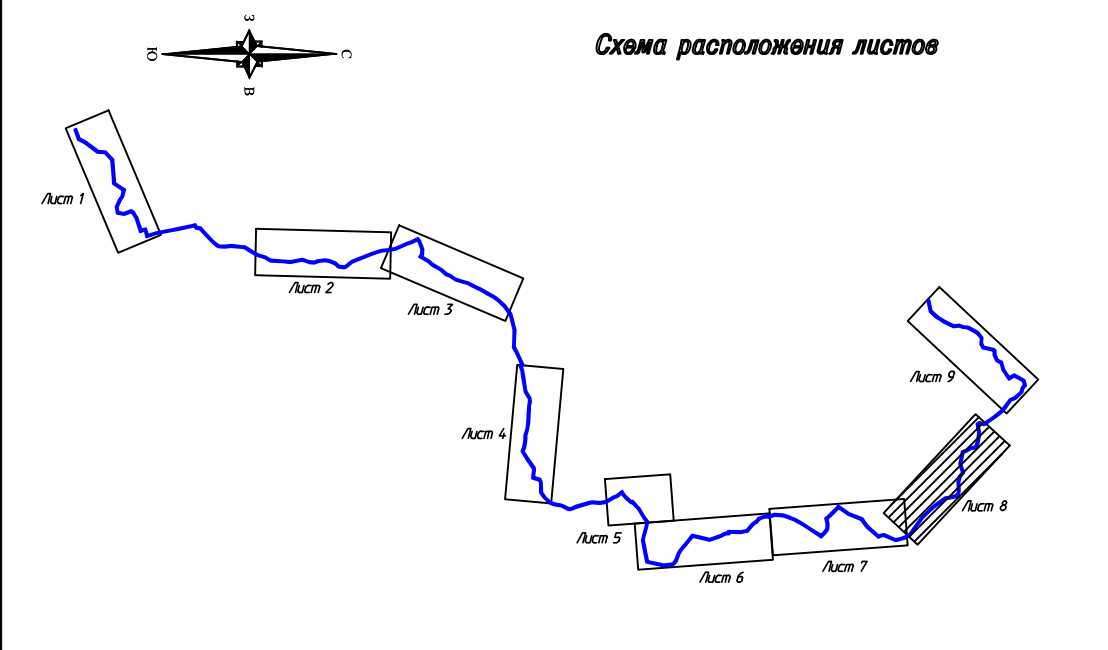 З
Ю
С
В
Схема расположения листов
Лист 1
Лист 2
Лист 3
Лист 4
Лист 5
Лист 6
Лист 7
Лист 8
Лист 9